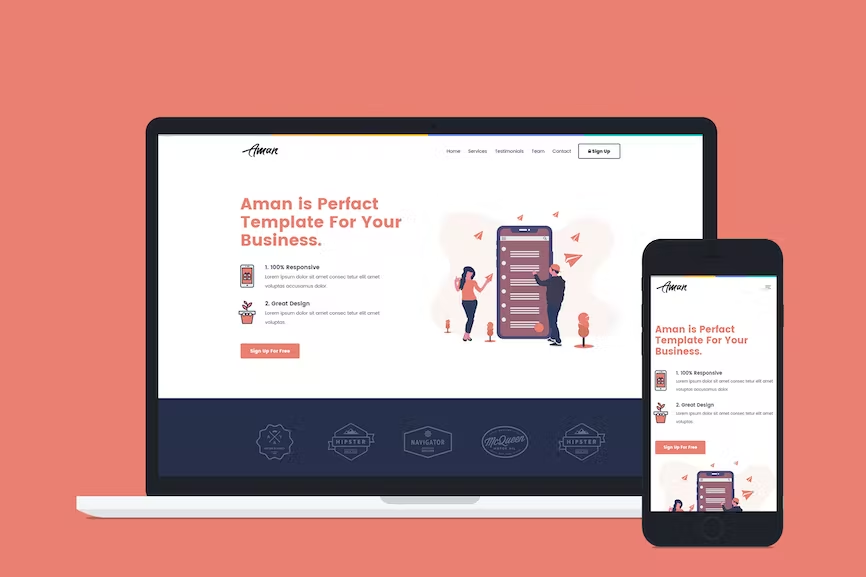 Aman
Home Services Testimonials Team Contact Sign Up
Aman is Perfact
Template For Your
Business.
1. 100% Responsive
Lorem ipsum dolor sit amet consec tetur elit amet
voluptas accusamus dolor
2. Great Design
Lorem ipsum dolor sit amet consec tetur elit amet
voluptas.
Sign Up For Free
HIPSTER
NAVIGATOR
McQueen
MOTOR OIL
HIPSTER
Aman
Aman is Perfact
Template For Your
Business.
1. 100% Responsive
Lorem ipsum dolor sit amet consec tetur elit amet
voluptas accusamus dolor
2. Great Design
Lorem ipsum dolor sit amet consec tetur elit amet
voluptas.
Sign Up For Free